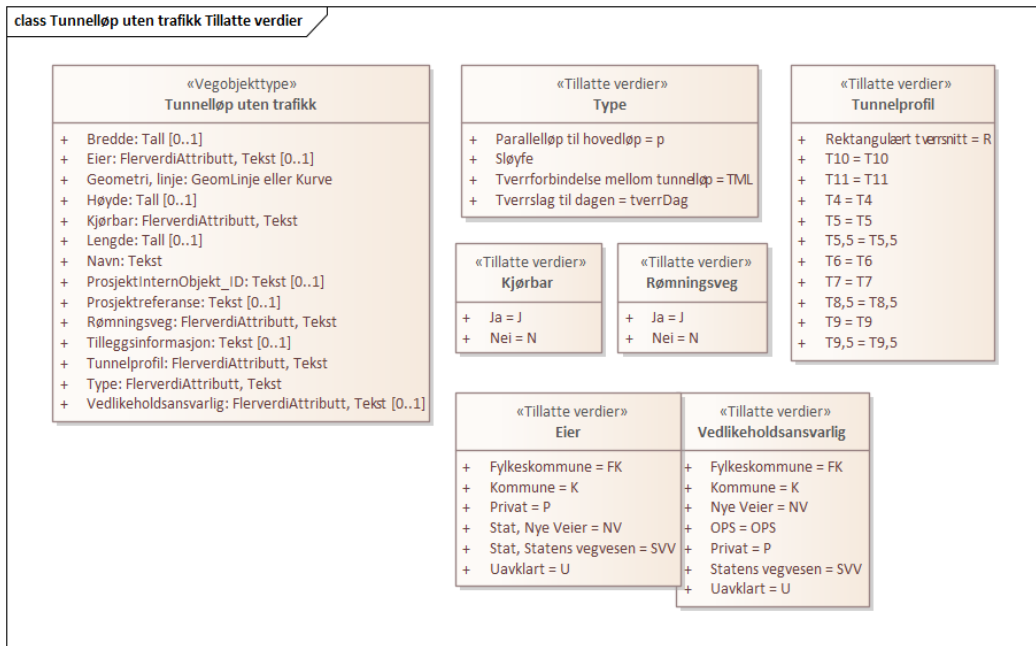 class Tunnelløp uten trafikk Tillatte verdier
«Vegobjekttype»
Tunnelløp uten trafikk
+ Bredde: Tall [0..1]
+ Eier: FlerverdiAttributt, Tekst [0..1]
+ Geometri, linje: GeomLinje eller Kurve
+ Høyde: Tall [0..1]
+ Kjørbar: FlerverdiAttributt, Tekst
+ Lengde: Tall [0..1]
+ Navn: Tekst
+ ProsjektInternObjekt_ID: Tekst [0..1]
+ Prosjektreferanse: Tekst [0..1]
+ Rømningsveg: FlerverdiAttributt, Tekst
+ Tilleggsinformasjon: Tekst [0..1]
+ Tunnelprofil: FlerverdiAttributt, Tekst
+ Type: FlerverdiAttributt, Tekst
+ Vedlikeholdsansvarlig: FlerverdiAttributt, Tekst [0..1]
«Tillatte verdier»
Type
+ Parallelløp til hovedløp = p
+ Sløyfe
+ Tverrforbindelse mellom tunnelløp = TML
+ Tverrslag til dagen = tverrDag
«Tillatte verdier»
Tunnelprofil
+ Rektangulært tverrsnitt = R
+ T10 = T10
+ T11 = T11
+ T4 = T4
+ T5 = T5
+ T5,5 = T5,5
+ T6 = T6
+ T7 = T7
+ T8,5 = T8,5
+ T9 = T9
+ T9,5 = T9,5
«Tillatte verdier»
Kjørbar
+ Ja = J
+ Nei = N
«Tillatte verdier»
Rømningsveg
+ Ja = J
+ Nei = N
«Tillatte verdier»
Eier
+ Fylkeskommune = FK
+ Kommune = K
+ Privat = P
+ Stat, Nye Veier = NV
+ Stat, Statens vegvesen = SVV
+ Uavklart = U
«Tillatte verdier»
Vedlikeholdsansvarlig
+ Fylkeskommune = FK
+ Kommune = K
+ Nye Veier = NV
+ OPS = OPS
+ Privat = P
+ Statens vegvesen = SVV
+ Uavklart = U